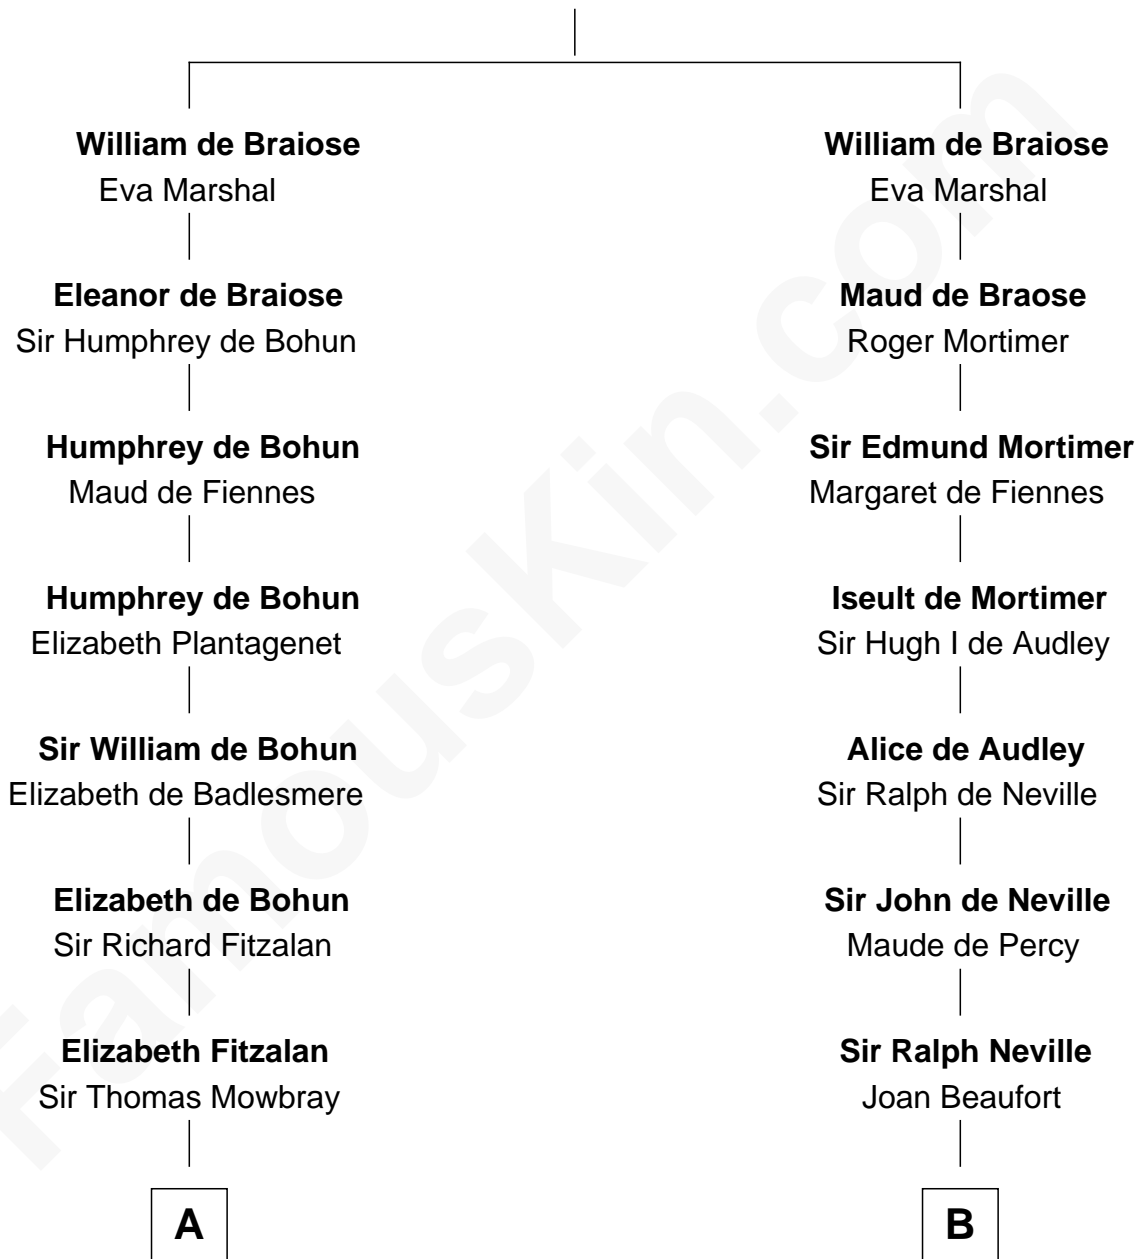 William de Braiose
Eva Marshal
Eleanor de Braiose
Sir Humphrey de Bohun
Humphrey de Bohun
Maud de Fiennes
Humphrey de Bohun
Elizabeth Plantagenet
Sir William de Bohun
Elizabeth de Badlesmere
Elizabeth de Bohun
Sir Richard Fitzalan
Elizabeth Fitzalan
Sir Thomas Mowbray
A
William de Braiose
Eva Marshal
Maud de Braose
Roger Mortimer
Sir Edmund Mortimer
Margaret de Fiennes
Iseult de Mortimer
Sir Hugh I de Audley
Alice de Audley
Sir Ralph de Neville
Sir John de Neville
Maude de Percy
Sir Ralph Neville
Joan Beaufort
B
FamousKin.com